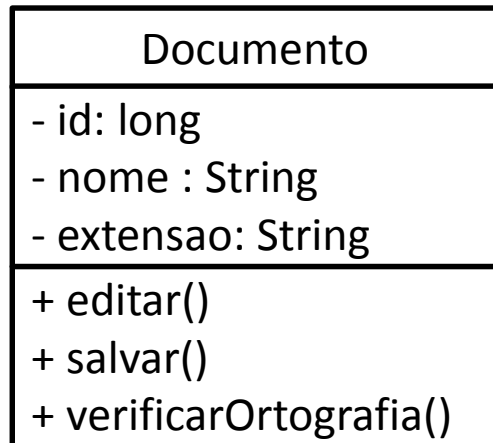 Documento
- id: long
- nome : String
- extensao: String
+ editar()
+ salvar()
+ verificarOrtografia()